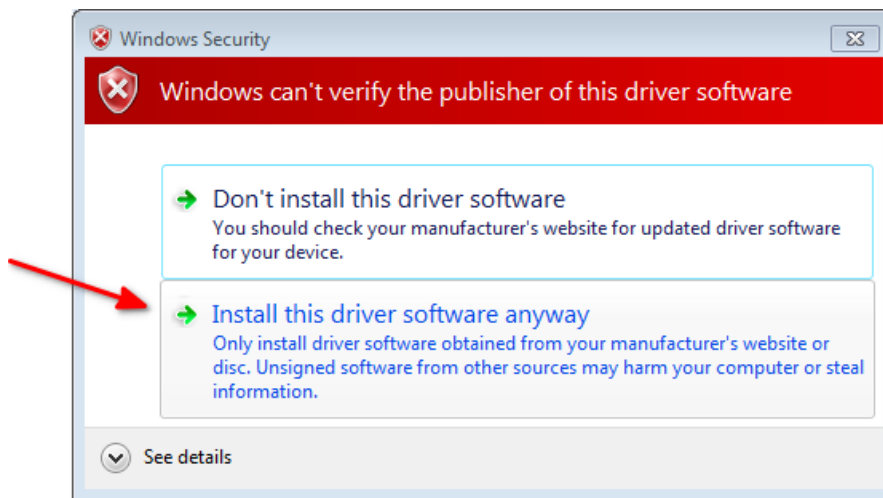 Windows Security
Windows can't verify the publisher of this driver software
Don't install this driver software
You should check your manufacturer's website for updated driver software
for your device.
Install this driver software anyway
Only install driver software obtained from your manufacturer's website or
disc. Unsigned software from other sources may harm your computer or steal
information.
See details